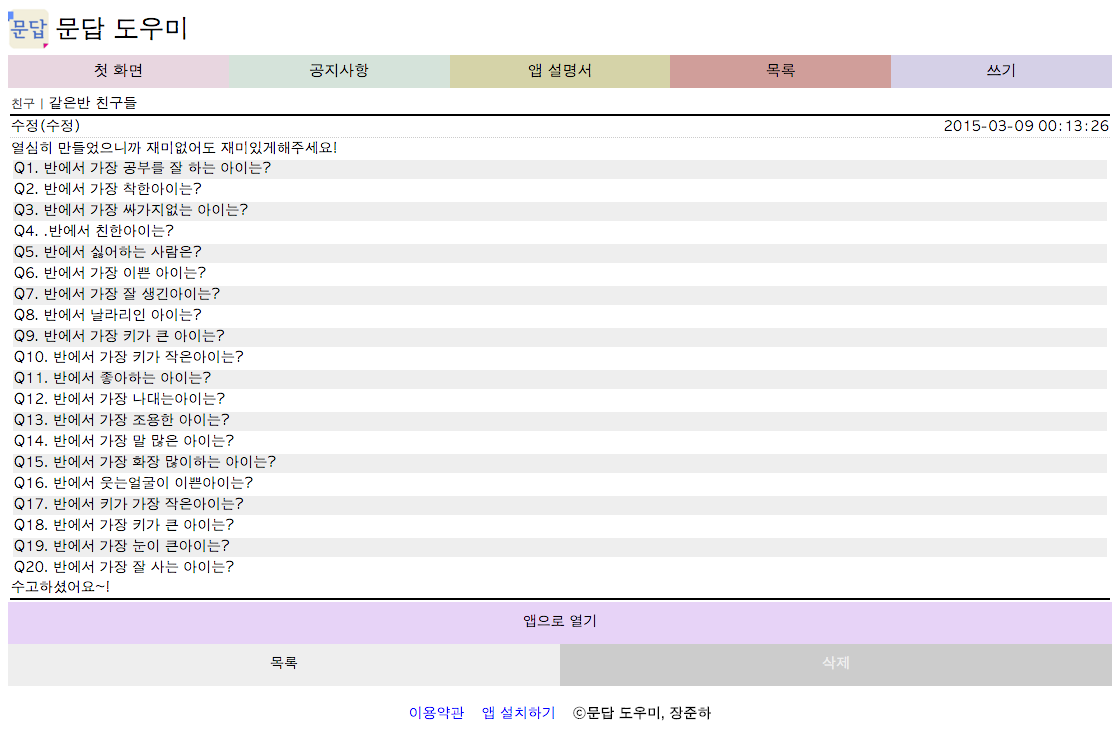 문답 문답 도우미
첫 화면 공지사항 앱 설명서 목록 쓰기
친구 | 같은반 친구들
수정(수정) 2015-03-09 00:13:26
열심히 만들었으니까 재미없어도 재미있게해주세요!
Q1. 반에서 가장 공부를 잘 하는 아이는?
Q2. 반에서 가장 착한아이는?
Q3. 반에서 가장 싸가지없는 아이는?
Q4. .반에서 친한아이는?
Q5. 반에서 싫어하는 사람은?
Q6. 반에서 가장 이쁜 아이는?
Q7. 반에서 가장 잘 생긴아이는?
Q8. 반에서 날라리인 아이는?
Q9. 반에서 가장 키가 큰 아이는?
Q10. 반에서 가장 키가 작은아이는?
Q11. 반에서 좋아하는 아이는?
Q12. 반에서 가장 나대는아이는?
Q13. 반에서 가장 조용한 아이는?
Q14. 반에서 가장 말 많은 아이는?
Q15. 반에서 가장 화장 많이하는 아이는?
Q16. 반에서 웃는얼굴이 이쁜아이는?
Q17. 반에서 키가 가장 작은아이는?
Q18. 반에서 가장 키가 큰 아이는?
Q19. 반에서 가장 눈이 큰아이는?
Q20. 반에서 가장 잘 사는 아이는?
수고하셨어요~!
앱으로 열기
목록 삭제
이용약관 앱 설치하기 ⓒ문답 도우미, 장준하